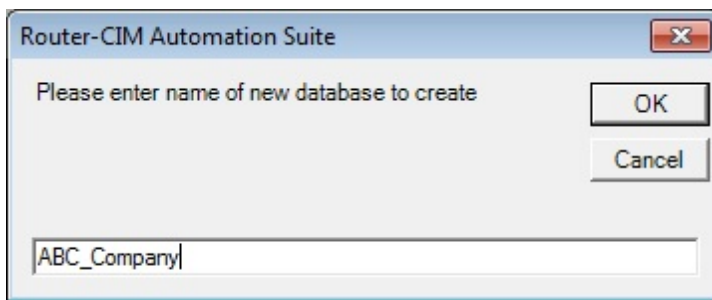 Router-CIM Automation Suite
Please enter name of new database to create
OK
Cancel
ABC_Company